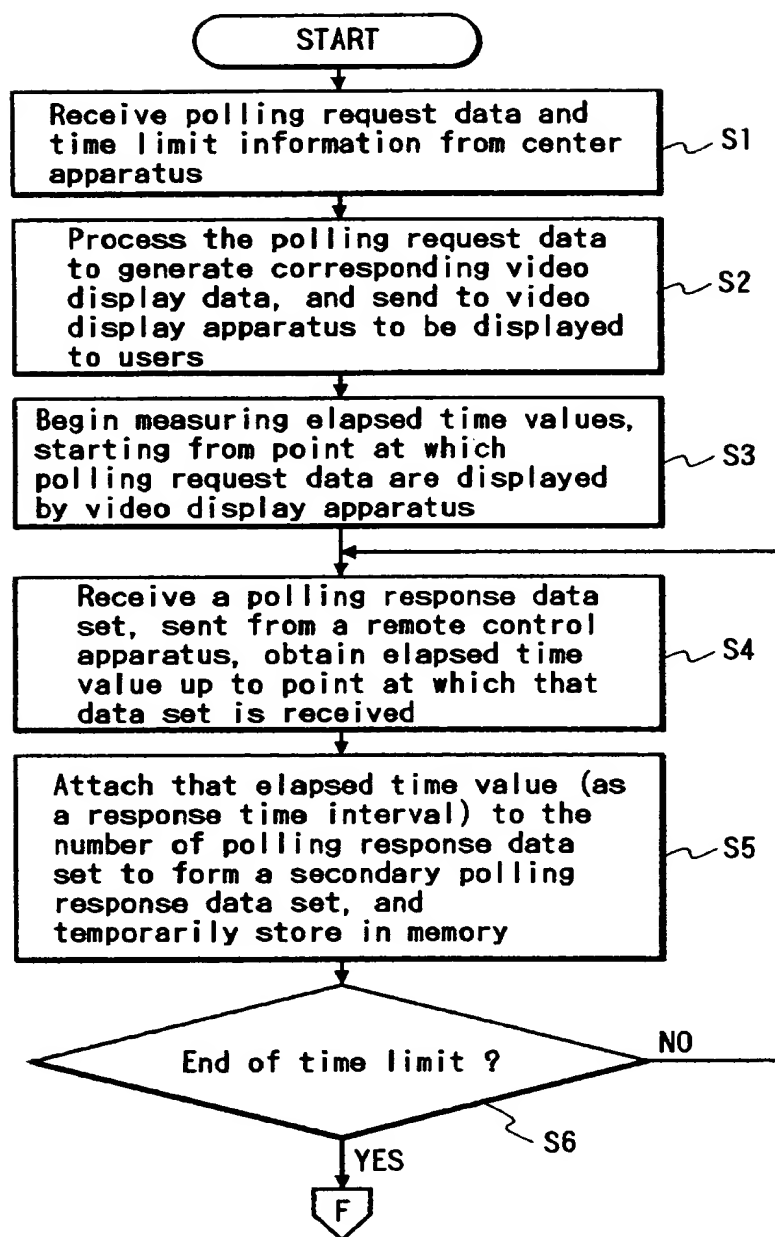 START
Receive polling request data and
time limit information from center
apparatus
S1
Process the polling request data
to generate corresponding video
display data, and send to video
display apparatus to be displayed
to users
S2
Begin measuring elapsed time values,
starting from point at which
polling request data are displayed
by video display apparatus
S3
Receive a polling response data
set, sent from a remote control
apparatus, obtain elapsed time
value up to point at which that
data set is received
S4
Attach that elapsed time value (as
a response time interval) to the
number of polling response data
set to form a secondary polling
response data set, and
temporarily store in memory
S5
End of time limit ?
NO
S6
YES
F